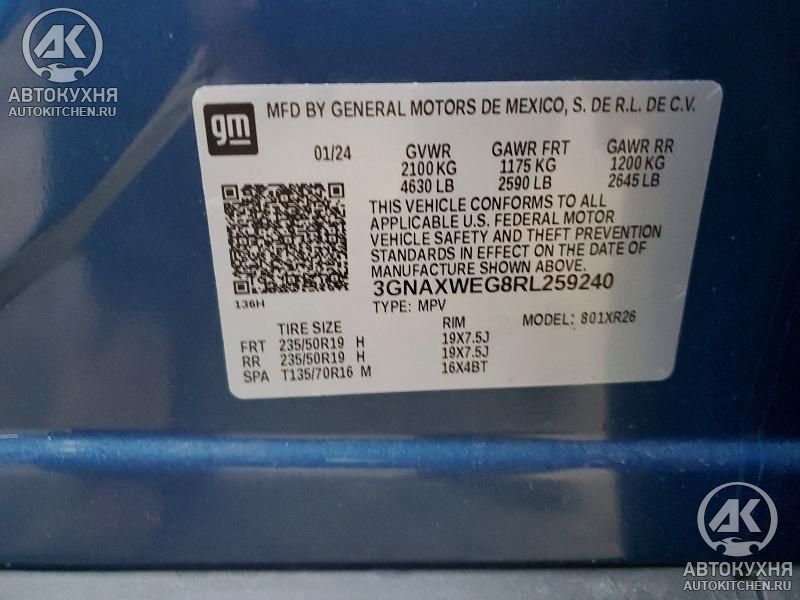 AK
АВТОКУХНЯ
AUTOKITCHEN.RU
gm
MFD BY GENERAL MOTORS DE MEXICO, S. DE R.L. DE C.V.
01/24 GVWR GAWR FRT GAWR RR
2100 KG 1175 KG 1200 KG
4630 LB 2590 LB 2645 LB
THIS VEHICLE CONFORMS TO ALL
APPLICABLE U.S. FEDERAL MOTOR
VEHICLE SAFETY AND THEFT PREVENTION
STANDARDS IN EFFECT ON THE DATE OF
MANUFACTURE SHOWN ABOVE.
3GNAXWEG8RL259240
136H
TYPE: MPV MODEL: 801XR26
TIRE SIZE RIM
FRT 235/50R19 H 19X7.5J
RR 235/50R19 H 19X7.5J
SPA T135/70R16 M 16X4BT
AK
АВТОКУХНЯ
AUTOKITCHEN.RU